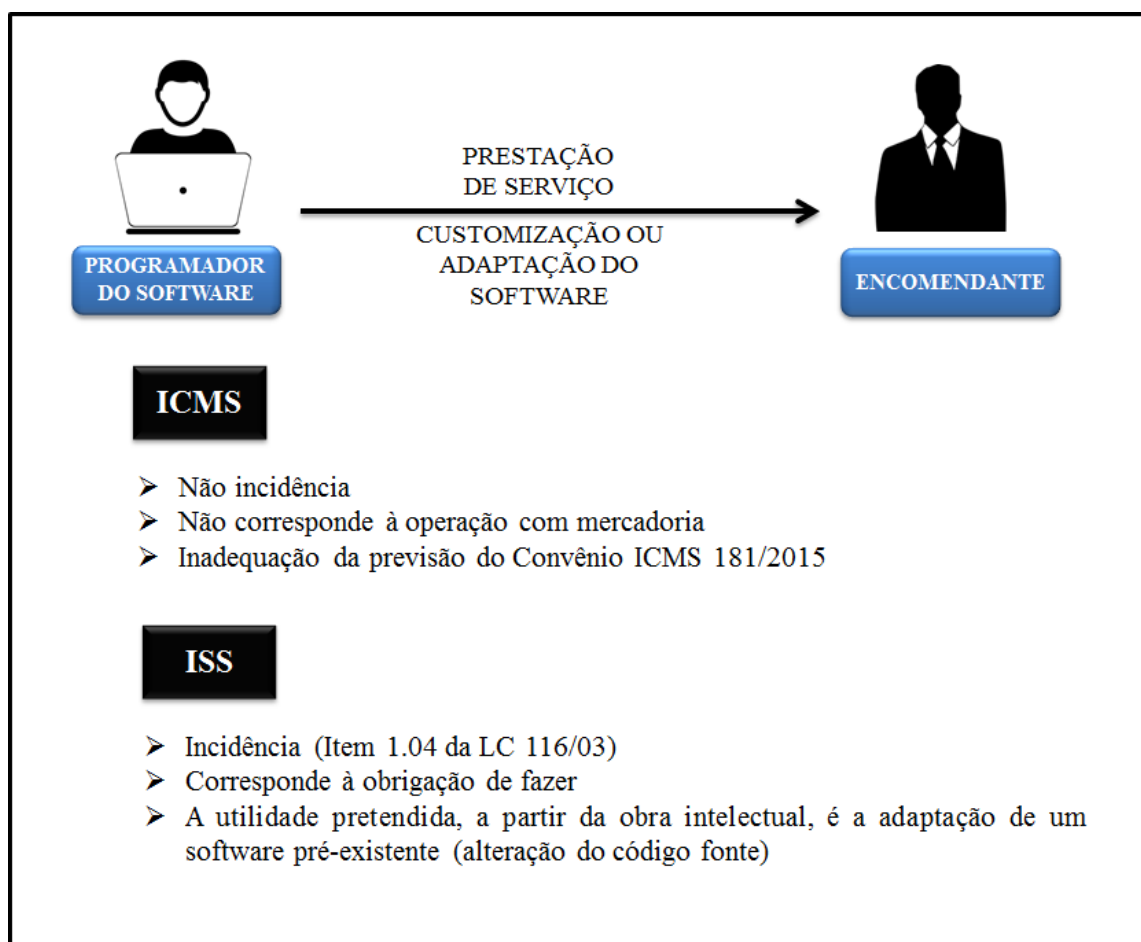 PRESTAÇÃO
DE SERVIÇO
CUSTOMIZAÇÃO OU
ADAPTAÇÃO DO
SOFTWARE
PROGRAMADOR
DO SOFTWARE
ENCOMENDANTE
ICMS
➤ Não incidência
➤ Não corresponde à operação com mercadoria
➤ Inadequação da previsão do Convênio ICMS 181/2015
ISS
➤ Incidência (Item 1.04 da LC 116/03)
➤ Corresponde à obrigação de fazer
➤ A utilidade pretendida, a partir da obra intelectual, é a adaptação de um
software pré-existente (alteração do código fonte)